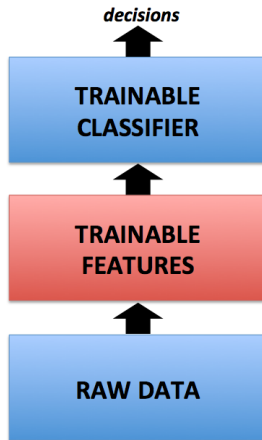 decisions
TRAINABLE
CLASSIFIER
TRAINABLE
FEATURES
RAW DATA